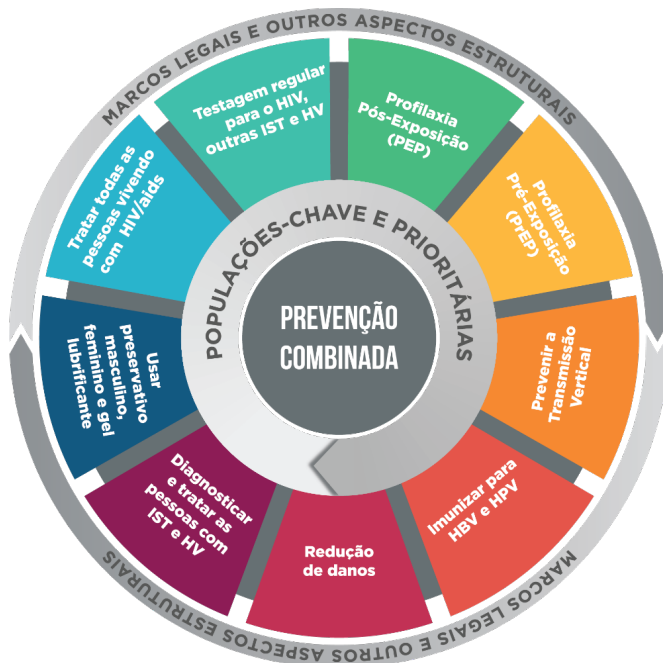 MARCOS LEGAIS E OUTROS ASPECTOS ESTRUTURAIS
Testagem regular
para o HIV,
outras IST e HV
Profilaxia
Pós-Exposição
(PEP)
Profilaxia
Pré-Exposição
(PrEP)
Prevenir a
Transmissão
Vertical
Imunizar para
HBV e HPV
Redução
de danos
Diagnosticar
e tratar as
pessoas com
IST e HV
Usar
preservativo
masculino,
feminino e gel
lubrificante
Tratar todas as
pessoas vivendo
com HIV/aids
POPULAÇÕES-CHAVE E PRIORITÁRIAS
PREVENÇÃO
COMBINADA
MARCOS LEGAIS E OUTROS ASPECTOS ESTRUTURAIS